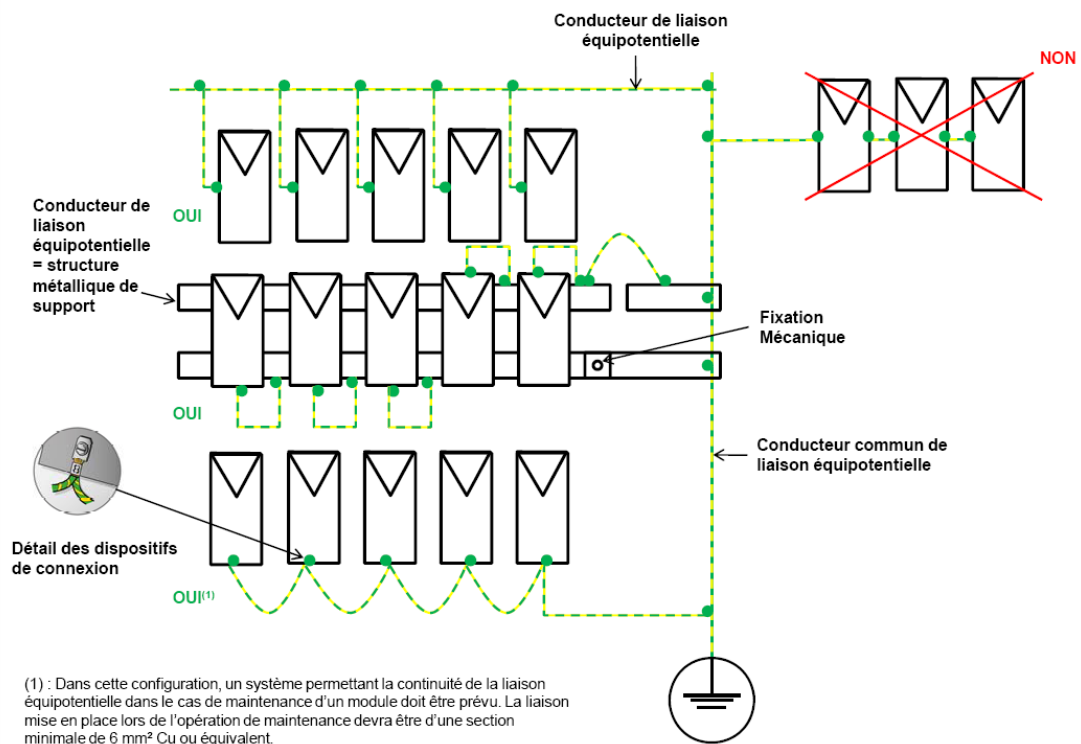 Conducteur de liaison
équipotentielle
NON
OUI
Conducteur de
liaison
équipotentielle
= structure
métallique de
support
Fixation
Mécanique
OUI
Conducteur commun de
liaison équipotentielle
Détail des dispositifs
de connexion
OUI(1)
(1) : Dans cette configuration, un système permettant la continuité de la liaison
équipotentielle dans le cas de maintenance d'un module doit être prévu. La liaison
mise en place lors de l'opération de maintenance devra être d'une section
minimale de 6 mm² Cu ou équivalent.